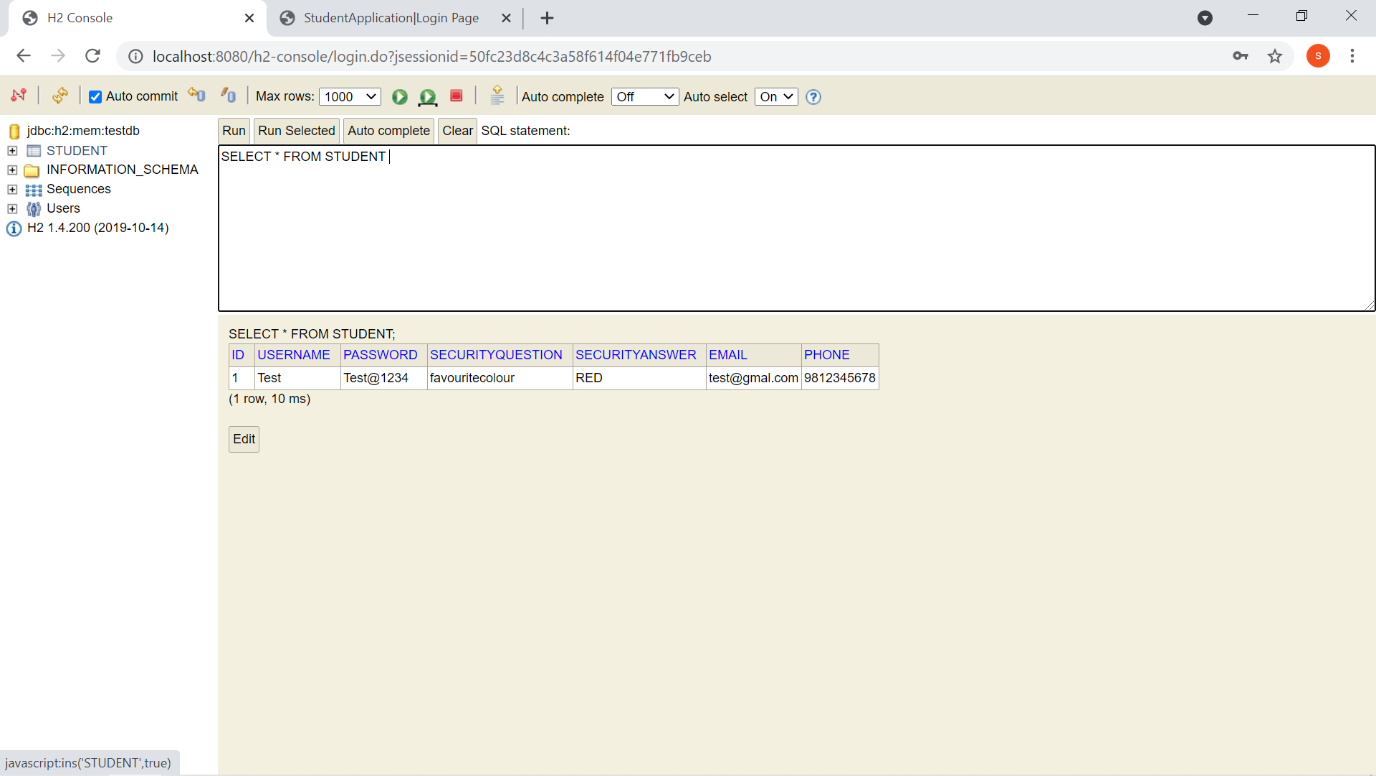 H2 Console
StudentApplication|Login Page
localhost:8080/h2-console/login.do?jsessionid=50fc23d8c4c3a58f614f04e771fb9ceb
S
Auto commit Max rows: 1000 Auto complete Off Auto select On ?
jdbc:h2:mem:testdb
STUDENT
INFORMATION_SCHEMA
Sequences
Users
H2 1.4.200 (2019-10-14)
Run Run Selected Auto complete Clear SQL statement:
SELECT * FROM STUDENT
SELECT * FROM STUDENT;
ID USERNAME PASSWORD SECURITYQUESTION SECURITYANSWER EMAIL PHONE
1 Test Test@1234 favouritecolour RED test@gmal.com 9812345678
(1 row, 10 ms)
Edit
javascript:ins('STUDENT',true)